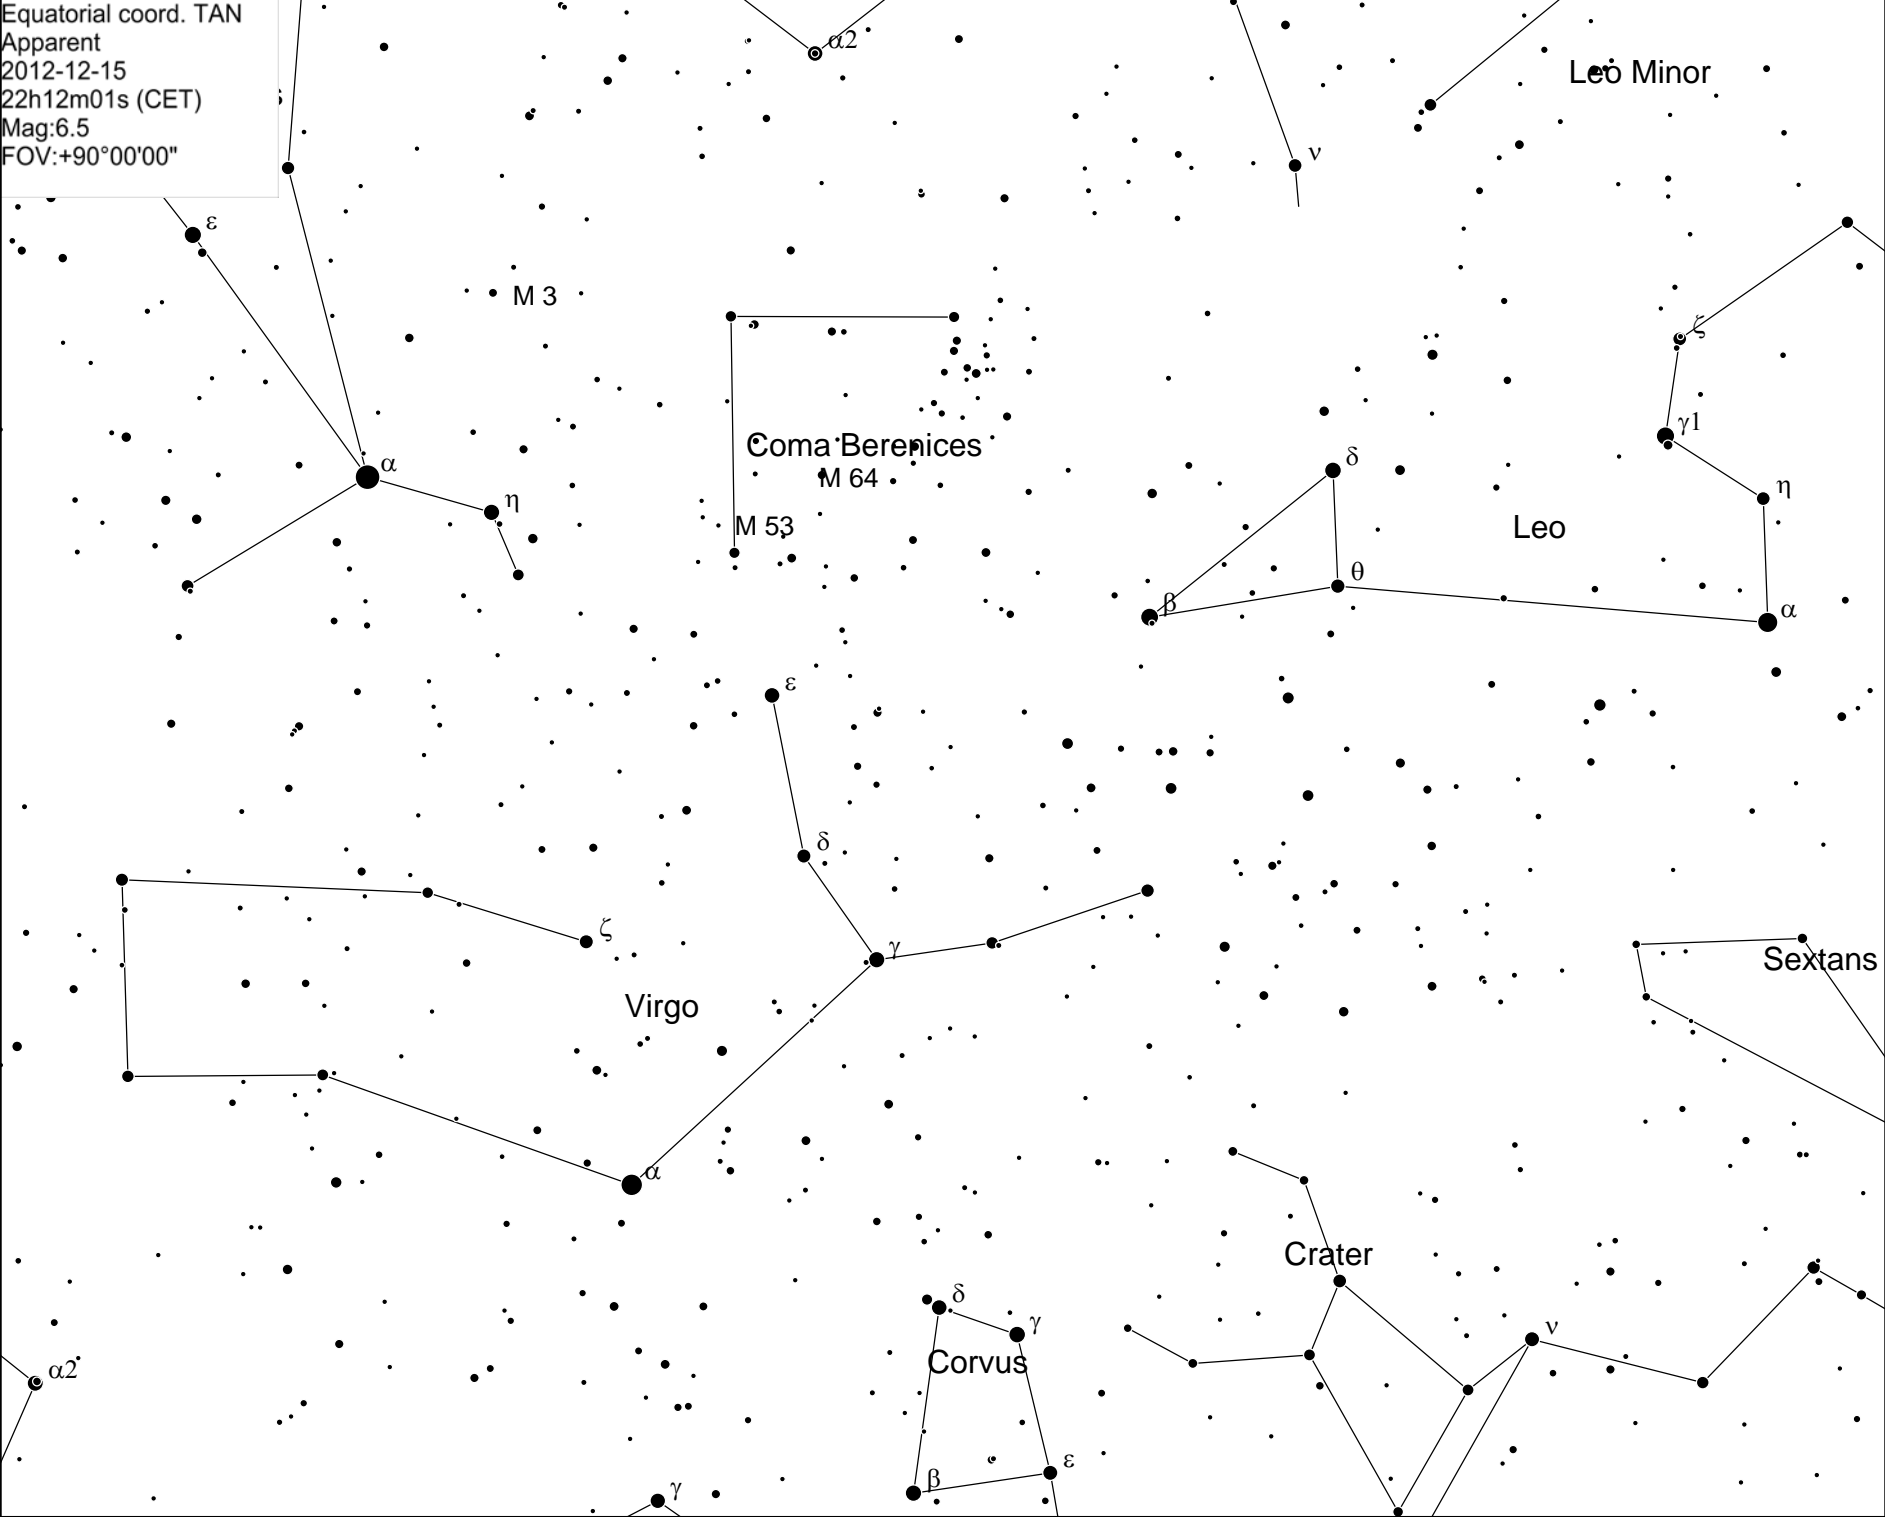 Equatorial coord. TAN
Apparent
2012-12-15
22h12m01s (CET)
Mag:6.5
FOV:+90°00'00"
α2
Leo Minor
ν
ε
M 3
ζ
γ1
α
Coma Berenices
δ
M 64
η
η
M 53
Leo
θ
β
α
ε
δ
ζ
γ
Sextans
Virgo
α
Crater
δ
γ
ν
Corvus
α2
ε
β
γ